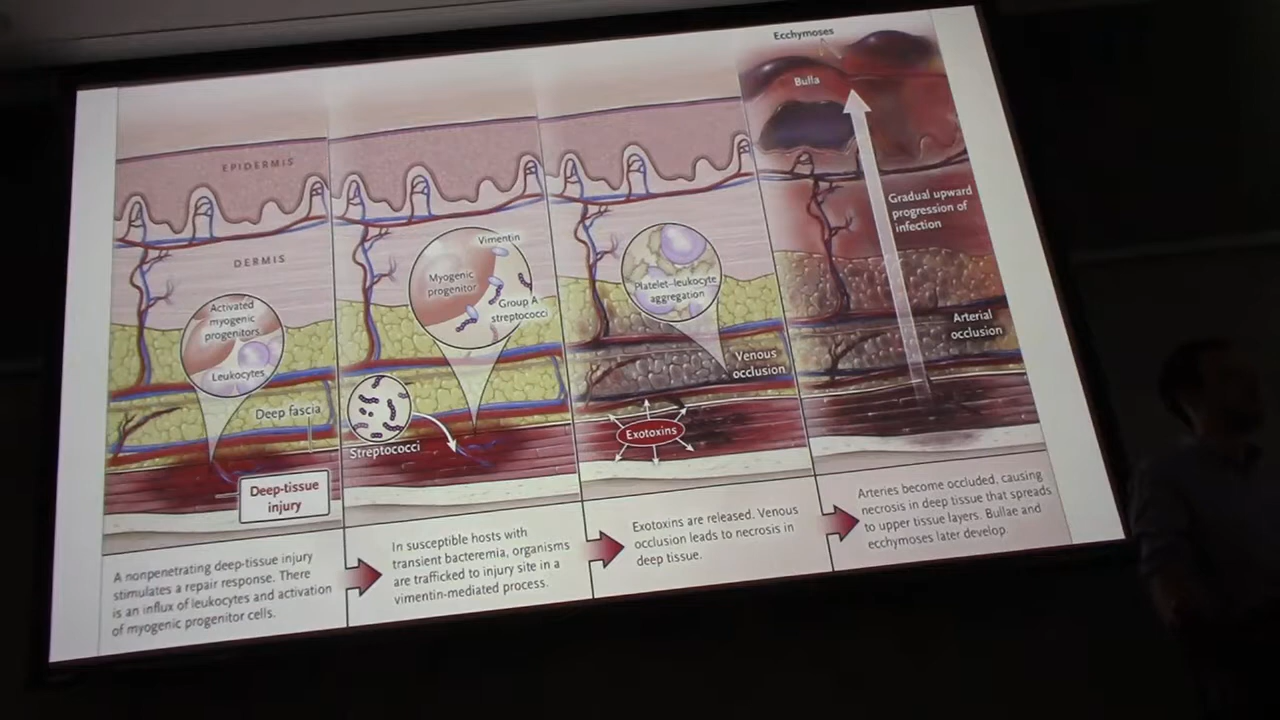 EPIDERMIS
DERMIS
Activated
myogenic
progenitors
Leukocytes
Deep fascia
Deep-tissue
injury
A nonpenetrating deep-tissue injury
stimulates a repair response. There
is an influx of leukocytes and activation
of myogenic progenitor cells.
Vimentin
Myogenic
progenitor
Group A
streptococci
Streptococci
In susceptible hosts with
transient bacteremia, organisms
are trafficked to injury site in a
vimentin-mediated process.
Platelet–leukocyte
aggregation
Venous
occlusion
Exotoxins
Exotoxins are released. Venous
occlusion leads to necrosis in
deep tissue.
Ecchymoses
Bulla
Gradual upward
progression of
infection
Arterial
occlusion
Arteries become occluded, causing
necrosis in deep tissue that spreads
to upper tissue layers. Bullae and
ecchymoses later develop.